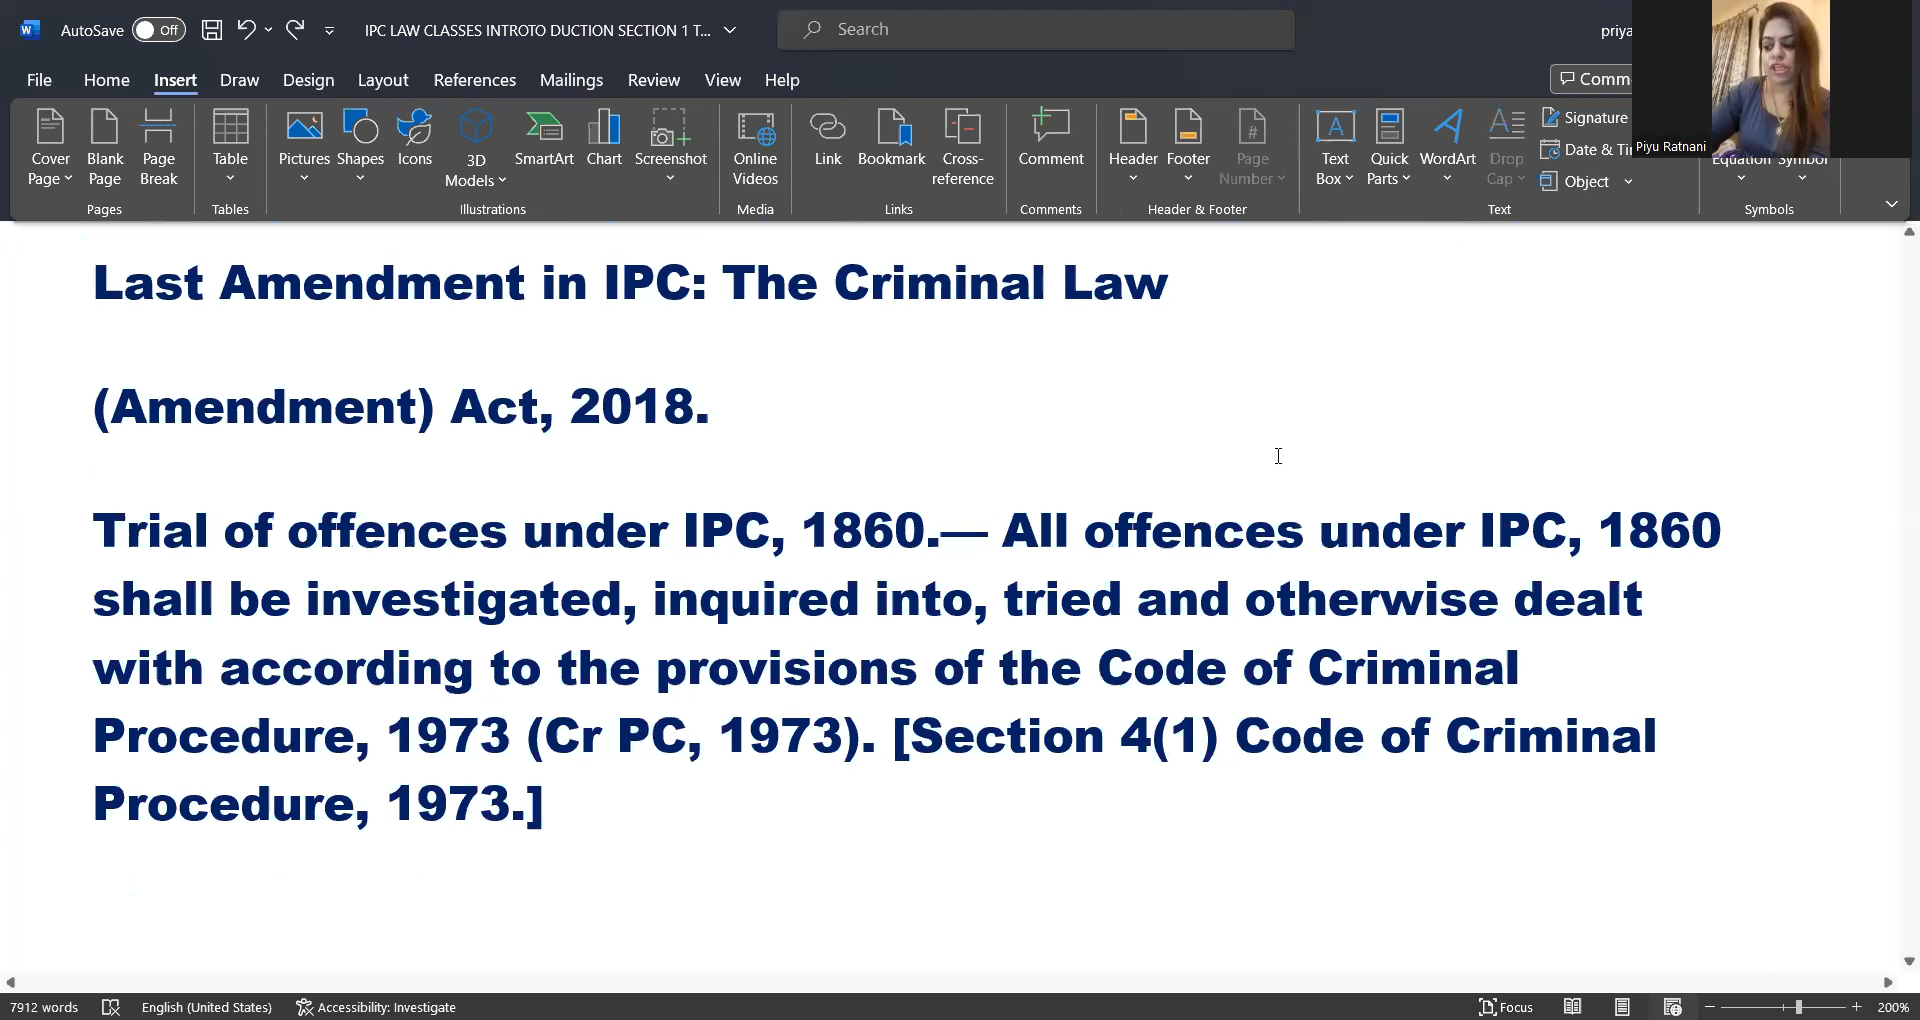 AutoSave Off IPC LAW CLASSES INTROTO DUCTION SECTION 1 T... Search priya
File Home Insert Draw Design Layout References Mailings Review View Help Comm
Cover Page Blank Page Page Break Table Pictures Shapes Icons 3D Models SmartArt Chart Screenshot Online Videos Link Bookmark Cross-reference Comment Header Footer Page Number Text Box Quick Parts WordArt Drop Cap
Signature
Date & Ti
Object
Piyu Ratnani
Equation Symbol
Pages Tables Illustrations Media Links Comments Header & Footer Text Symbols
Last Amendment in IPC: The Criminal Law
(Amendment) Act, 2018.
Trial of offences under IPC, 1860.— All offences under IPC, 1860
shall be investigated, inquired into, tried and otherwise dealt
with according to the provisions of the Code of Criminal
Procedure, 1973 (Cr PC, 1973). [Section 4(1) Code of Criminal
Procedure, 1973.]
7912 words English (United States) Accessibility: Investigate Focus 200%